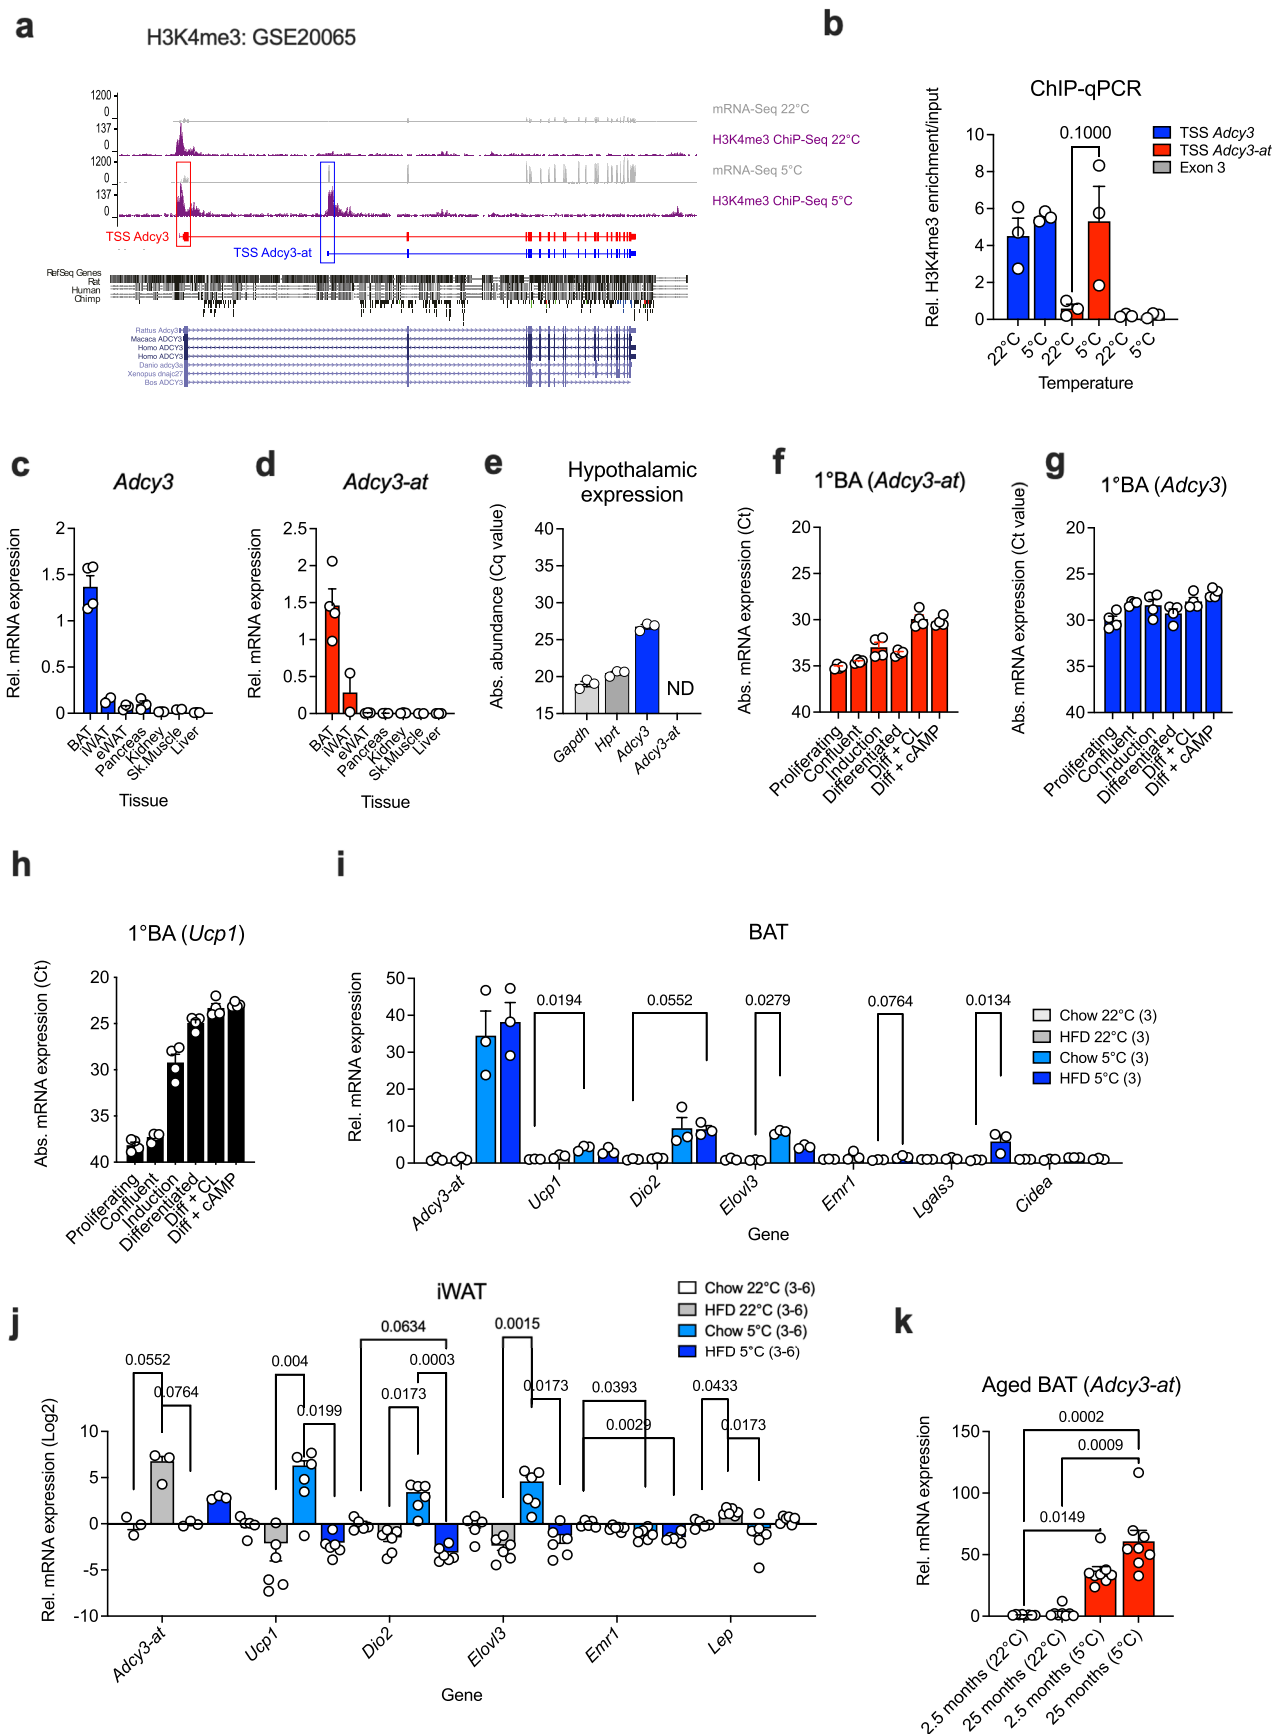 a
H3K4me3: GSE20065
1200
0
137
0
1200
0
137
0
mRNA-Seq 22°C
H3K4me3 ChiP-Seq 22°C
mRNA-Seq 5°C
H3K4me3 ChiP-Seq 5°C
TSS Adcy3
TSS Adcy3-at
RefSeq Genes
Rat
Human
Chimp
Rattus Adcy3
Macaca ADCY3
Homo ADCY3
Homo ADCY3
Danio adcy3a
Xenopus dnajc27
Bos ADCY3
b
ChIP-qPCR
Rel. H3K4me3 enrichment/input
10
8
6
4
2
0
0.1000
22°C
5°C
22°C
5°C
22°C
5°C
Temperature
TSS Adcy3
TSS Adcy3-at
Exon 3
c
Adcy3
Rel. mRNA expression
2
1.5
1
0.5
0
BAT
iWAT
eWAT
Pancreas
Kidney
Sk.Muscle
Liver
Tissue
d
Adcy3-at
Rel. mRNA expression
2.5
2
1.5
1
0.5
0
BAT
iWAT
eWAT
Pancreas
Kidney
Sk.Muscle
Liver
Tissue
e
Hypothalamic
expression
Abs. abundance (Cq value)
40
35
30
25
20
15
ND
Gapdh
Hprt
Adcy3
Adcy3-at
f
1°BA (Adcy3-at)
Abs. mRNA expression (Ct)
20
25
30
35
40
Proliferating
Confluent
Induction
Differentiated
Diff + CL
Diff + cAMP
g
1°BA (Adcy3)
Abs. mRNA expression (Ct value)
20
25
30
35
40
Proliferating
Confluent
Induction
Differentiated
Diff + CL
Diff + cAMP
h
1°BA (Ucp1)
Abs. mRNA expression (Ct)
20
25
30
35
40
Proliferating
Confluent
Induction
Differentiated
Diff + CL
Diff + cAMP
i
BAT
Rel. mRNA expression
50
40
30
20
10
0
0.0194
0.0552
0.0279
0.0764
0.0134
Chow 22°C (3)
HFD 22°C (3)
Chow 5°C (3)
HFD 5°C (3)
Adcy3-at
Ucp1
Dio2
Elovl3
Emr1
Lgals3
Cidea
Gene
j
iWAT
Chow 22°C (3-6)
HFD 22°C (3-6)
Chow 5°C (3-6)
HFD 5°C (3-6)
Rel. mRNA expression (Log2)
10
5
0
-5
-10
0.0552
0.0764
0.004
0.0199
0.0634
0.0003
0.0173
0.0015
0.0173
0.0393
0.0029
0.0433
0.0173
Adcy3-at
Ucp1
Dio2
Elovl3
Emr1
Lep
Gene
k
Aged BAT (Adcy3-at)
Rel. mRNA expression
150
100
50
0
0.0002
0.0009
0.0149
2.5 months (22°C)
25 months (22°C)
2.5 months (5°C)
25 months (5°C)